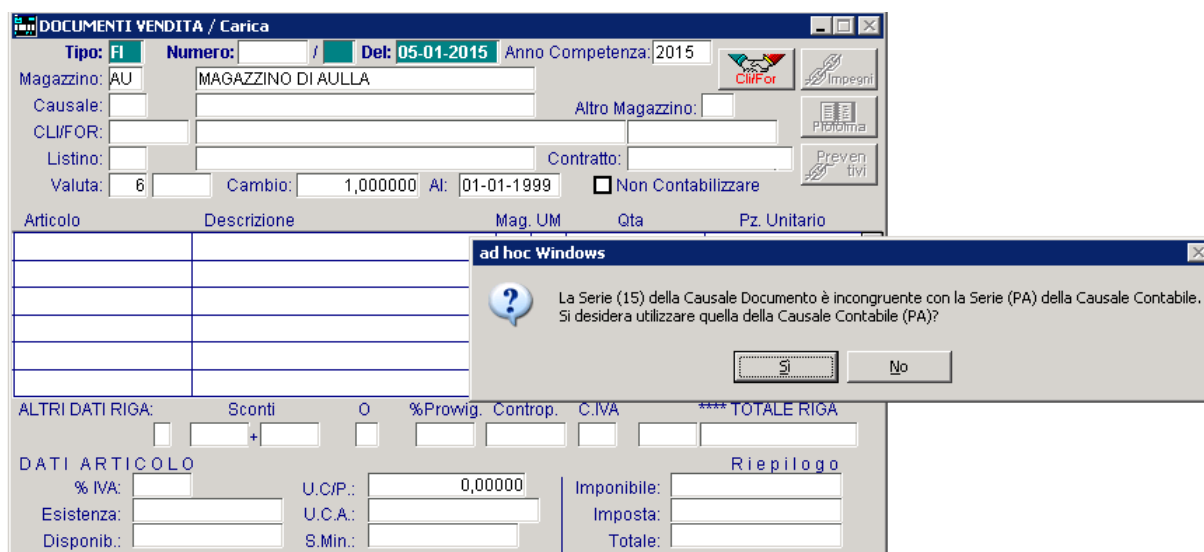 DOCUMENTI VENDITA / Carica
Tipo: FI Numero: / Del: 05-01-2015 Anno Competenza: 2015
Cli/For
Impegni
Magazzino: AU MAGAZZINO DI AULLA
Causale: Altro Magazzino:
Proforma
CLI/FOR:
Listino: Contratto:
Preven
tivi
Valuta: 6 Cambio: 1,000000 Al: 01-01-1999 Non Contabilizzare
Articolo Descrizione Mag. UM Qta Pz. Unitario
ad hoc Windows
La Serie (15) della Causale Documento è incongruente con la Serie (PA) della Causale Contabile.
Si desidera utilizzare quella della Causale Contabile (PA)?
Sì No
ALTRI DATI RIGA: Sconti O %Provvig. Controp. C.IVA **** TOTALE RIGA
+
DATI ARTICOLO Riepilogo
% IVA: U.C/P.: 0,00000 Imponibile:
Esistenza: U.C.A.: Imposta:
Disponib.: S.Min.: Totale: